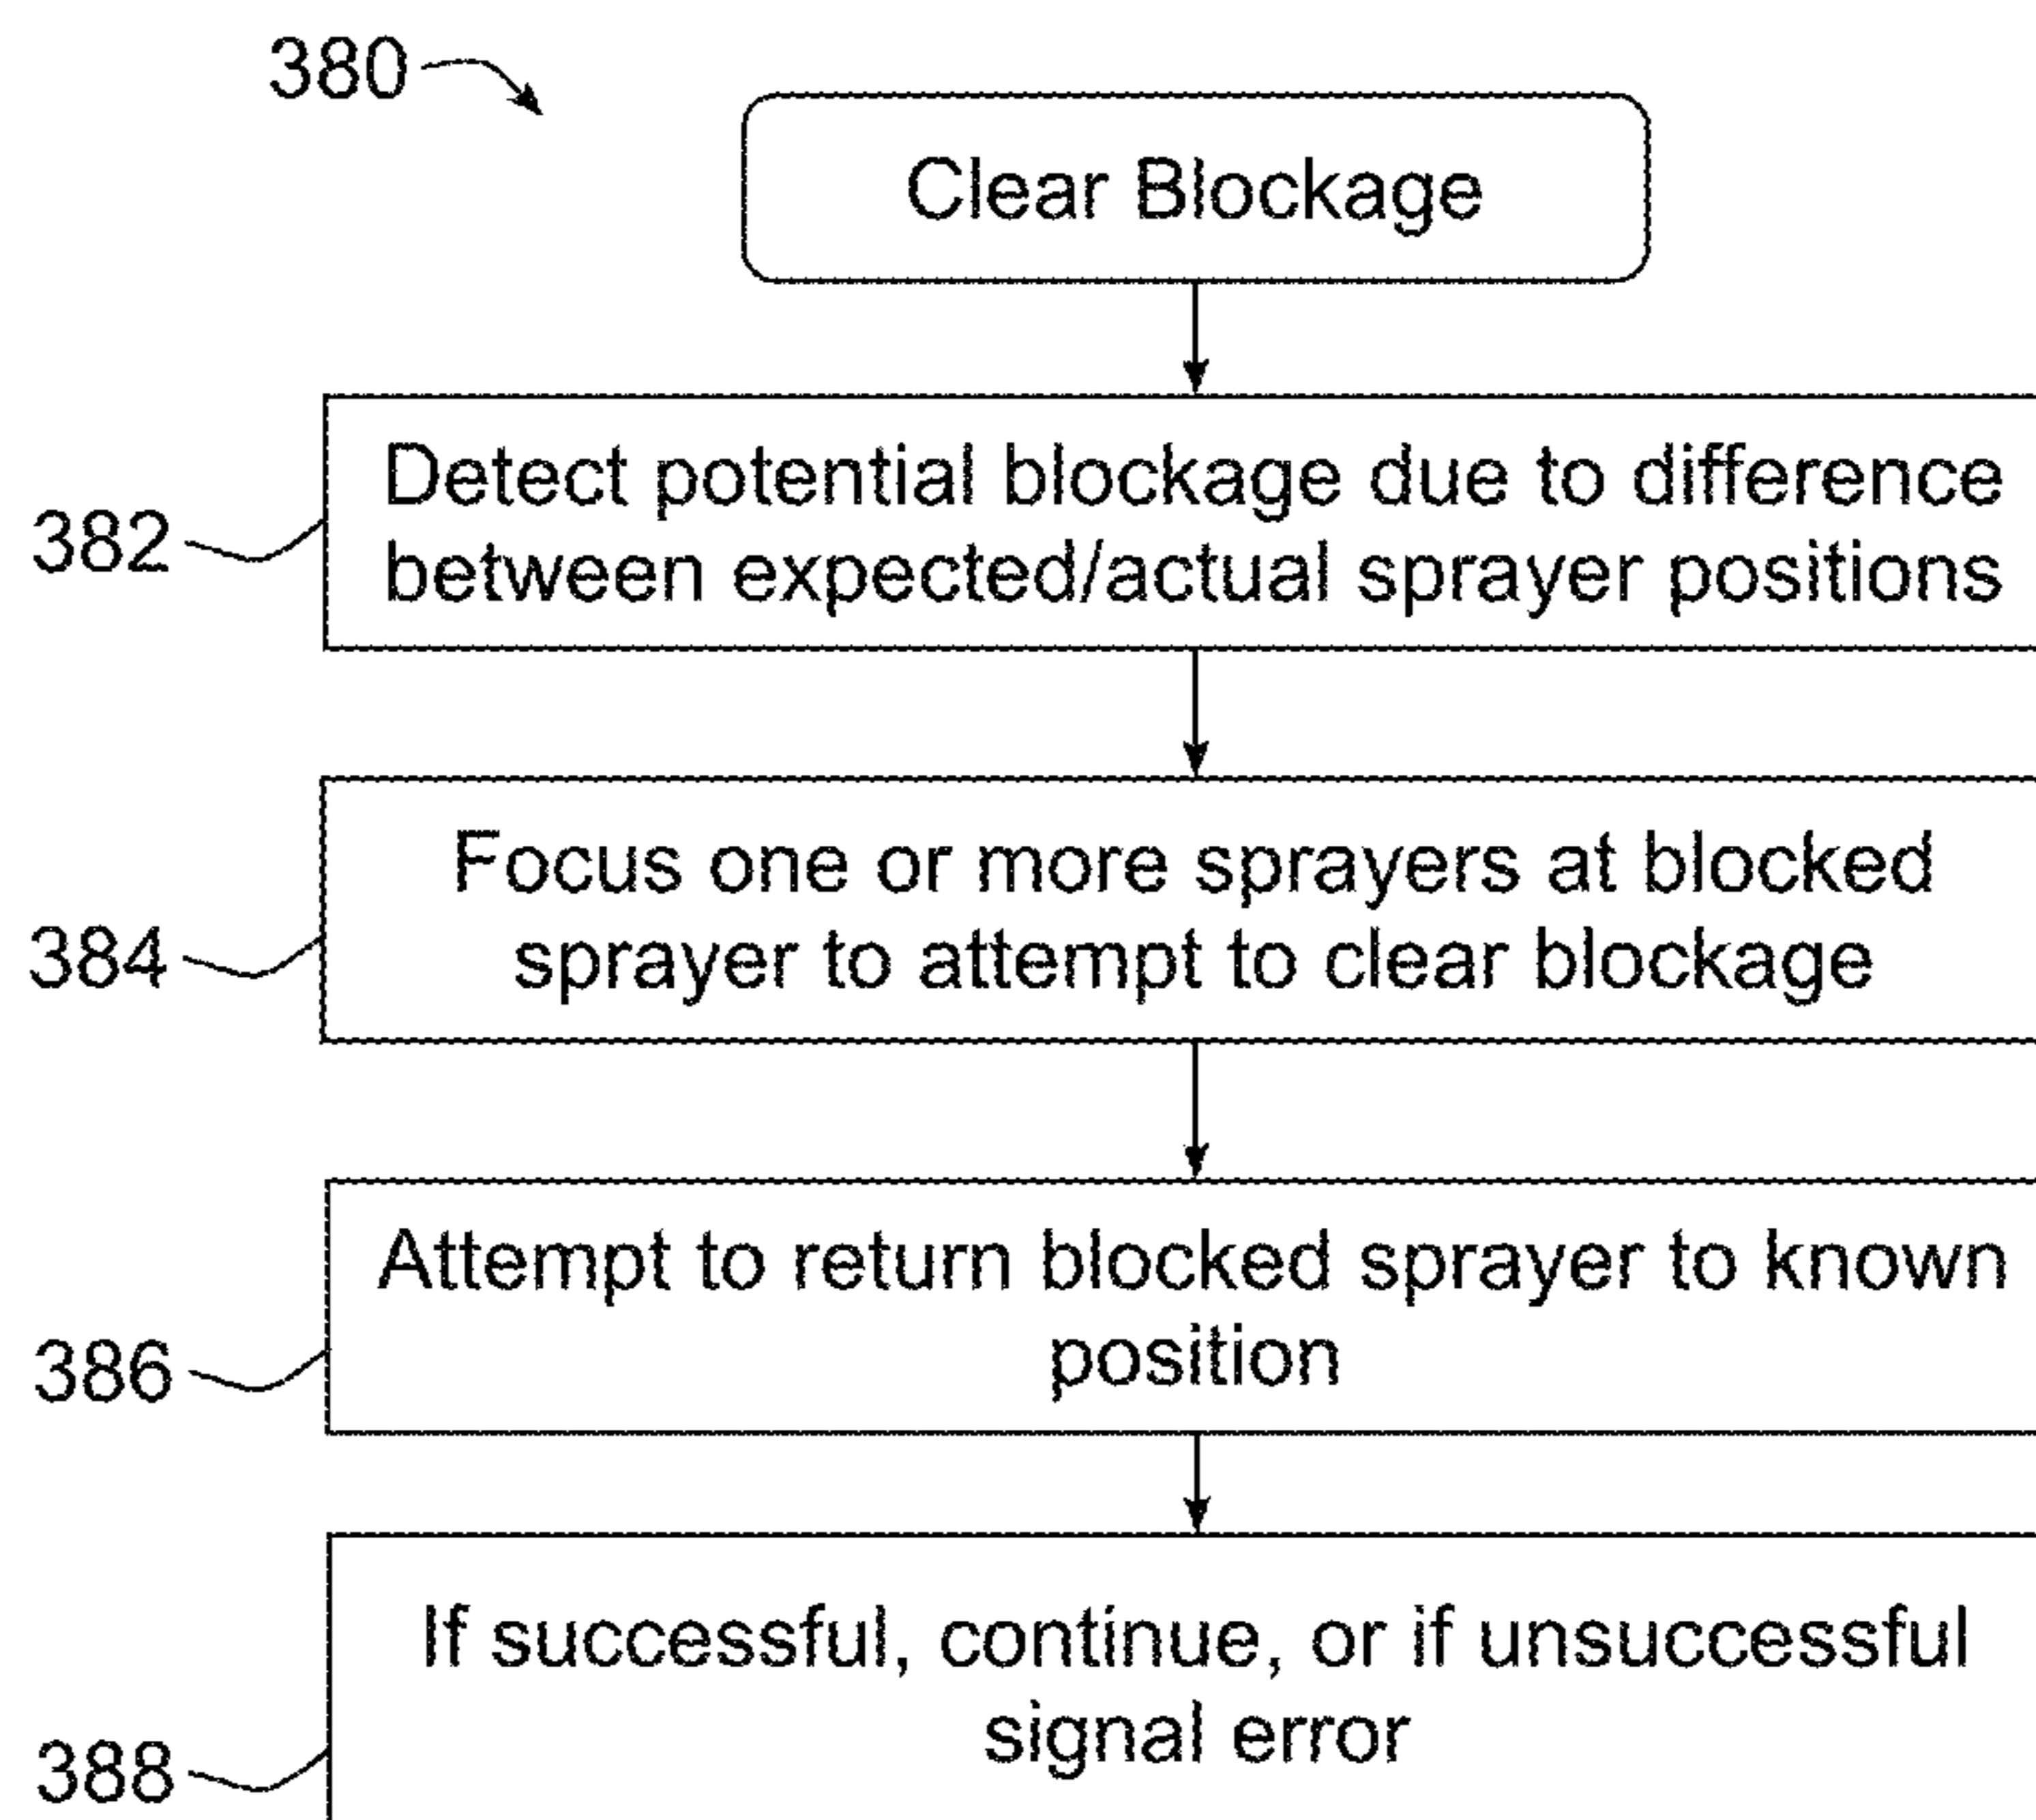 380
Clear Blockage
Detect potential blockage due to difference
382
between expected/actual sprayer positions
Focus one or more sprayers at blocked
384
sprayer to attempt to clear blockage
Attempt to return blocked sprayer to known
386
position
If successful, continue, or if unsuccessful
signal error
388